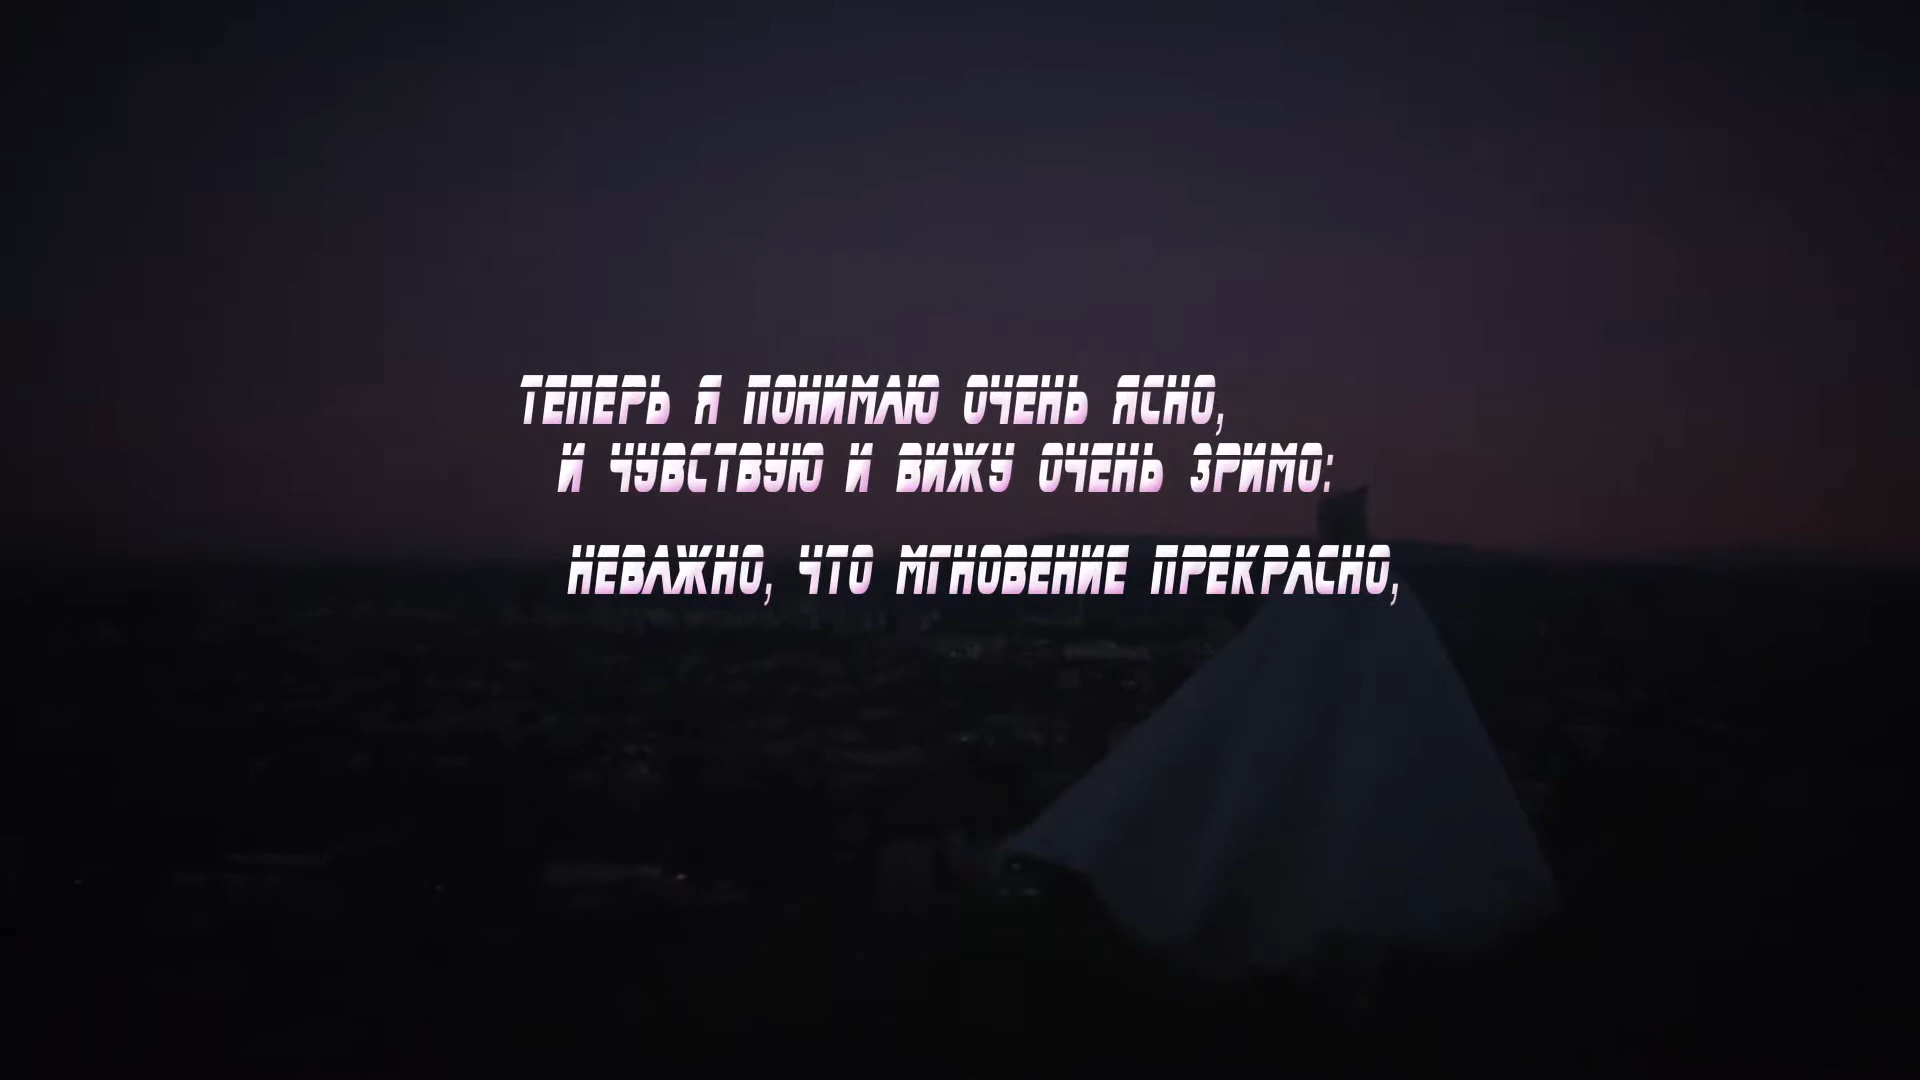 ТЕПЕРЬ Я ПОНИМАЮ ОЧЕНЬ ЯСНО,
И ЧУВСТВУЮ И ВИЖУ ОЧЕНЬ ЗРИМО:
НЕВАЖНО, ЧТО МГНОВЕНИЕ ПРЕКРАСНО,